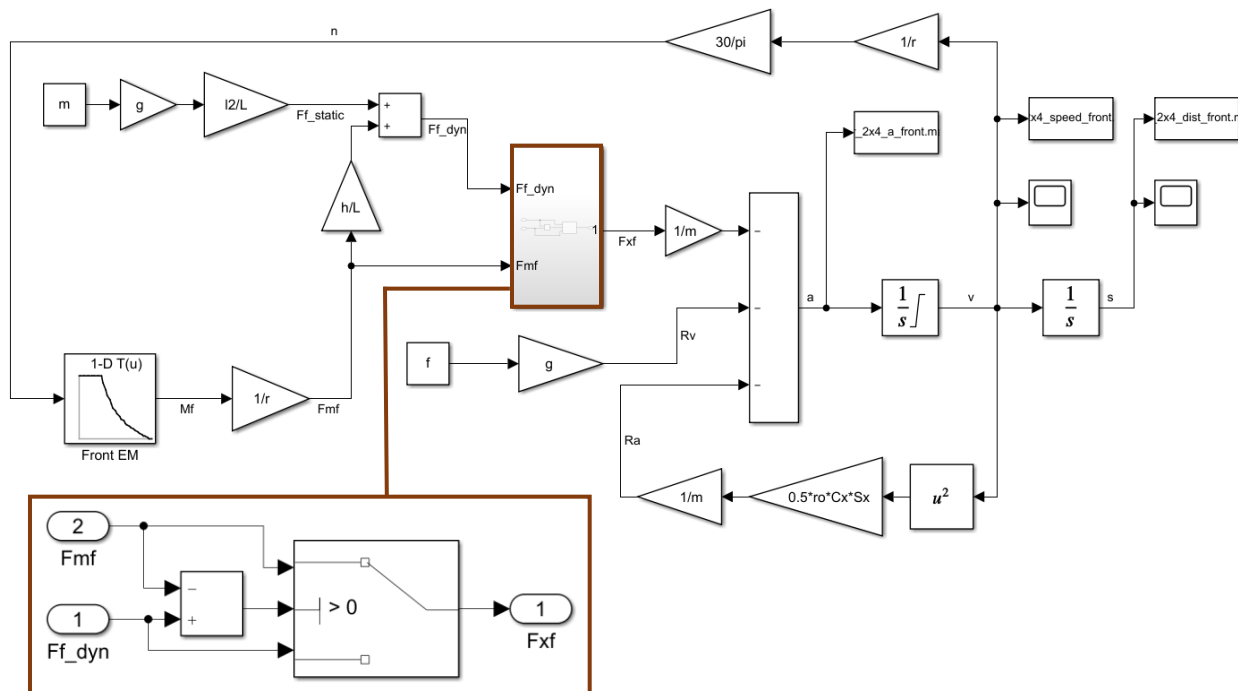 n
30/pi
1/r
m
g
l2/L
Ff_static
+
+
Ff_dyn
h/L
_2x4_a_front.m
x4_speed_front
2x4_dist_front.m
Ff_dyn
Fmf
1
Fxf
1/m
−
−
−
a
1
s
v
1
s
s
f
g
Rv
1-D T(u)
Front EM
Mf
1/r
Fmf
Ra
1/m
0.5*ro*Cx*Sx
u²
2
Fmf
1
Ff_dyn
−
+
> 0
1
Fxf